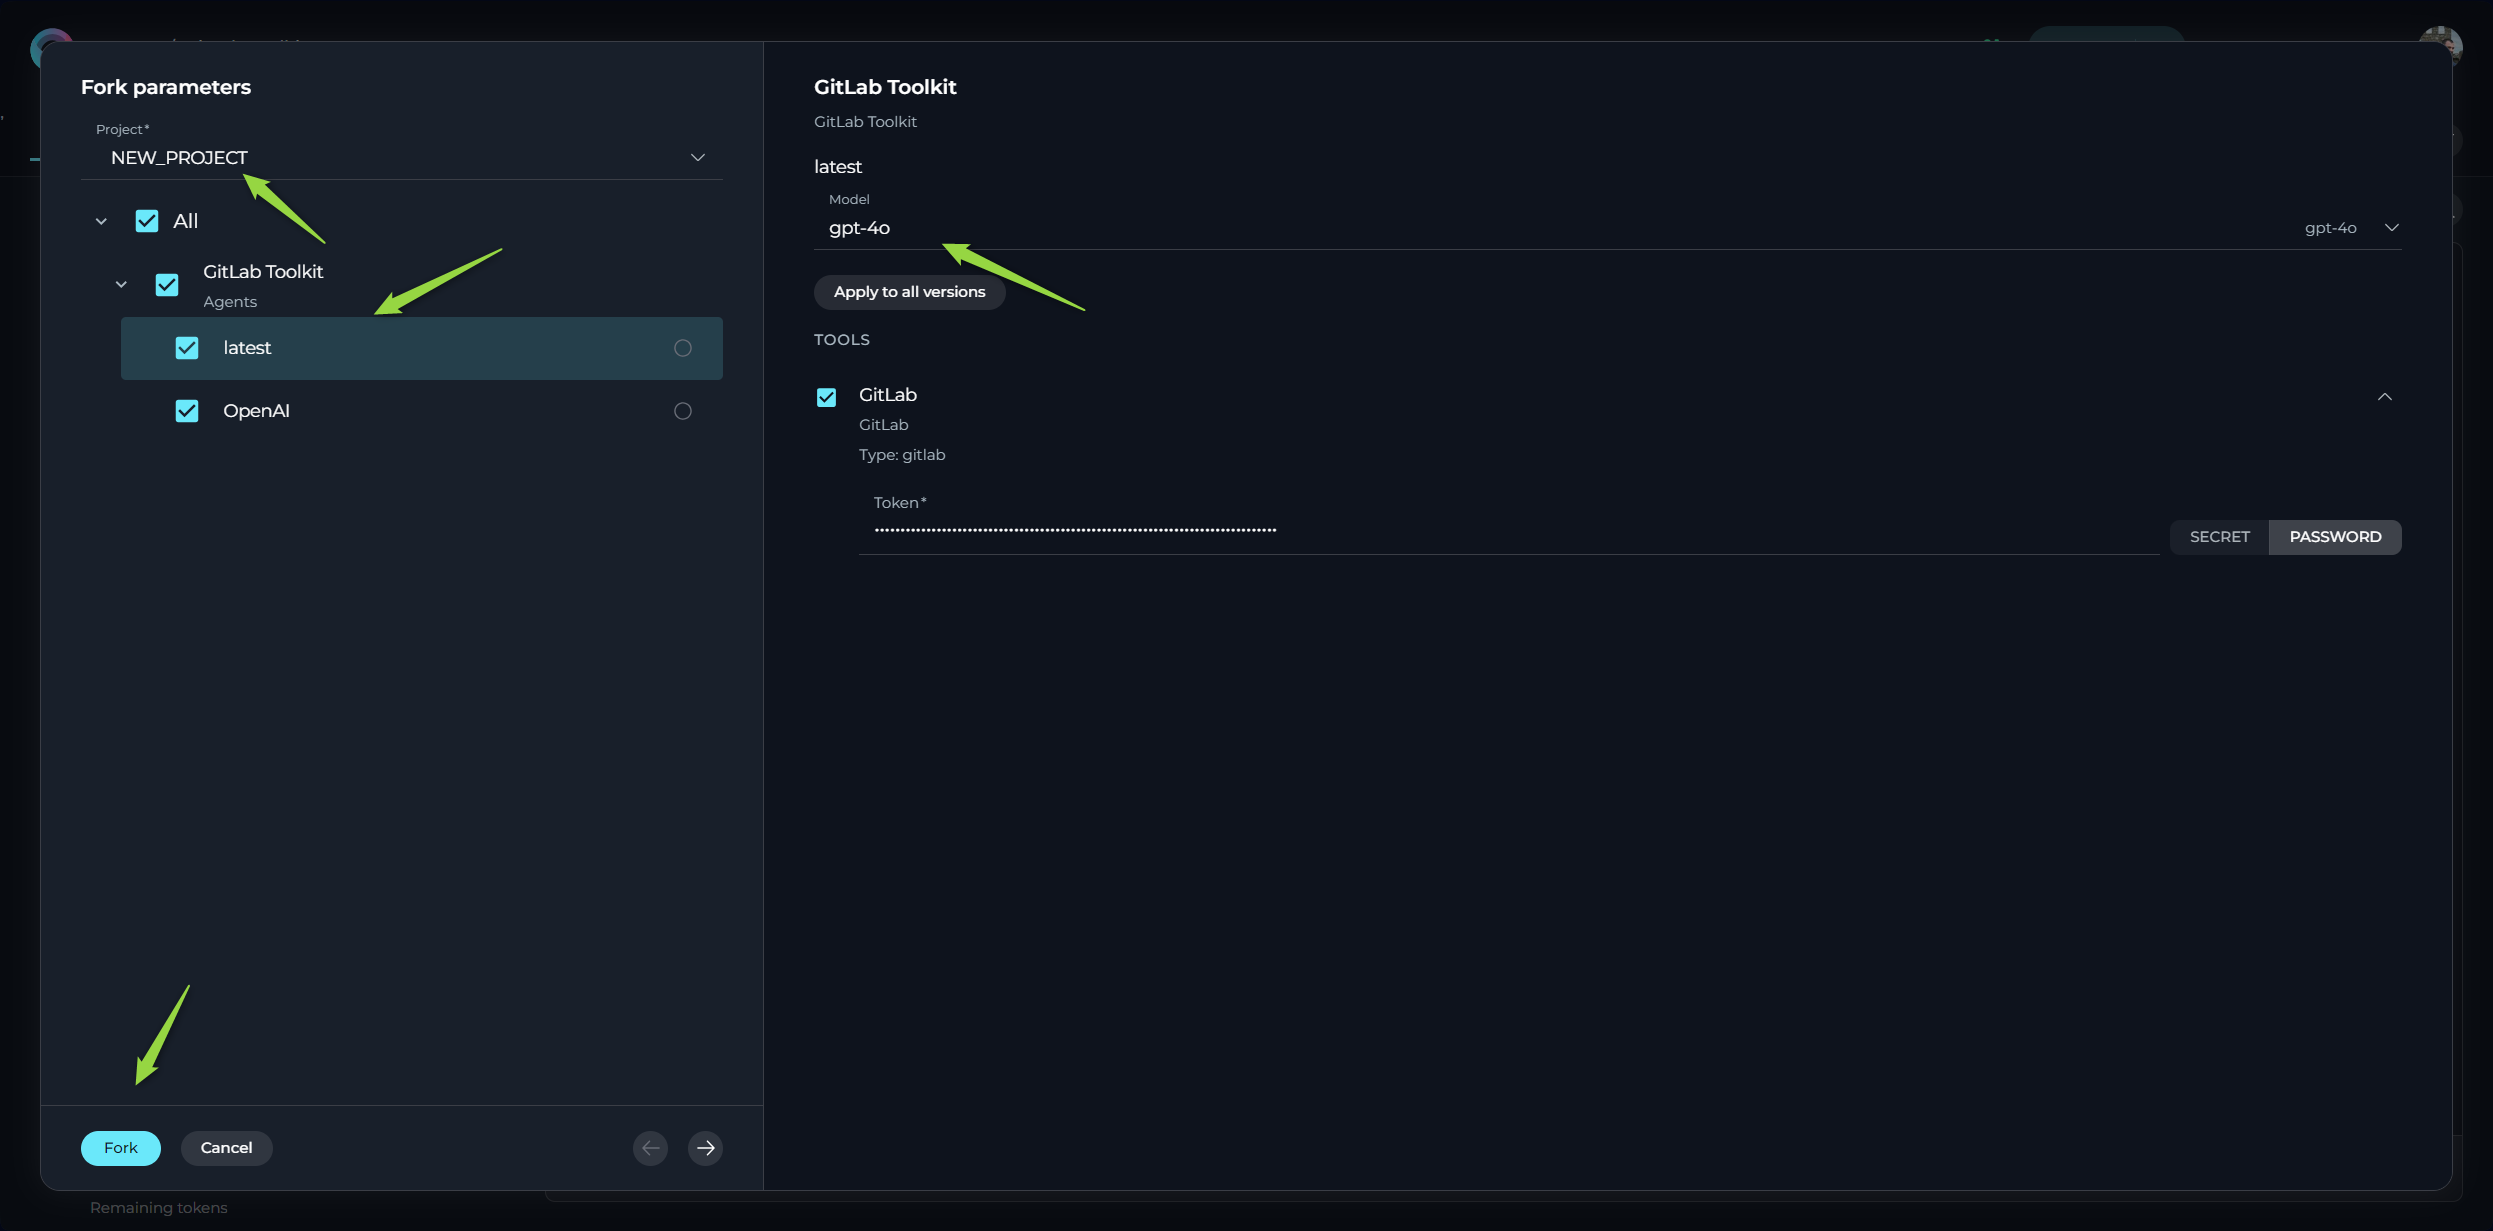 Fork parameters
Project*
NEW_PROJECT
All
GitLab Toolkit
Agents
latest
OpenAI
Fork
Cancel
GitLab Toolkit
GitLab Toolkit
latest
Model
gpt-4o
gpt-4o
Apply to all versions
TOOLS
GitLab
GitLab
Type: gitlab
Token*
SECRET
PASSWORD
Remaining tokens